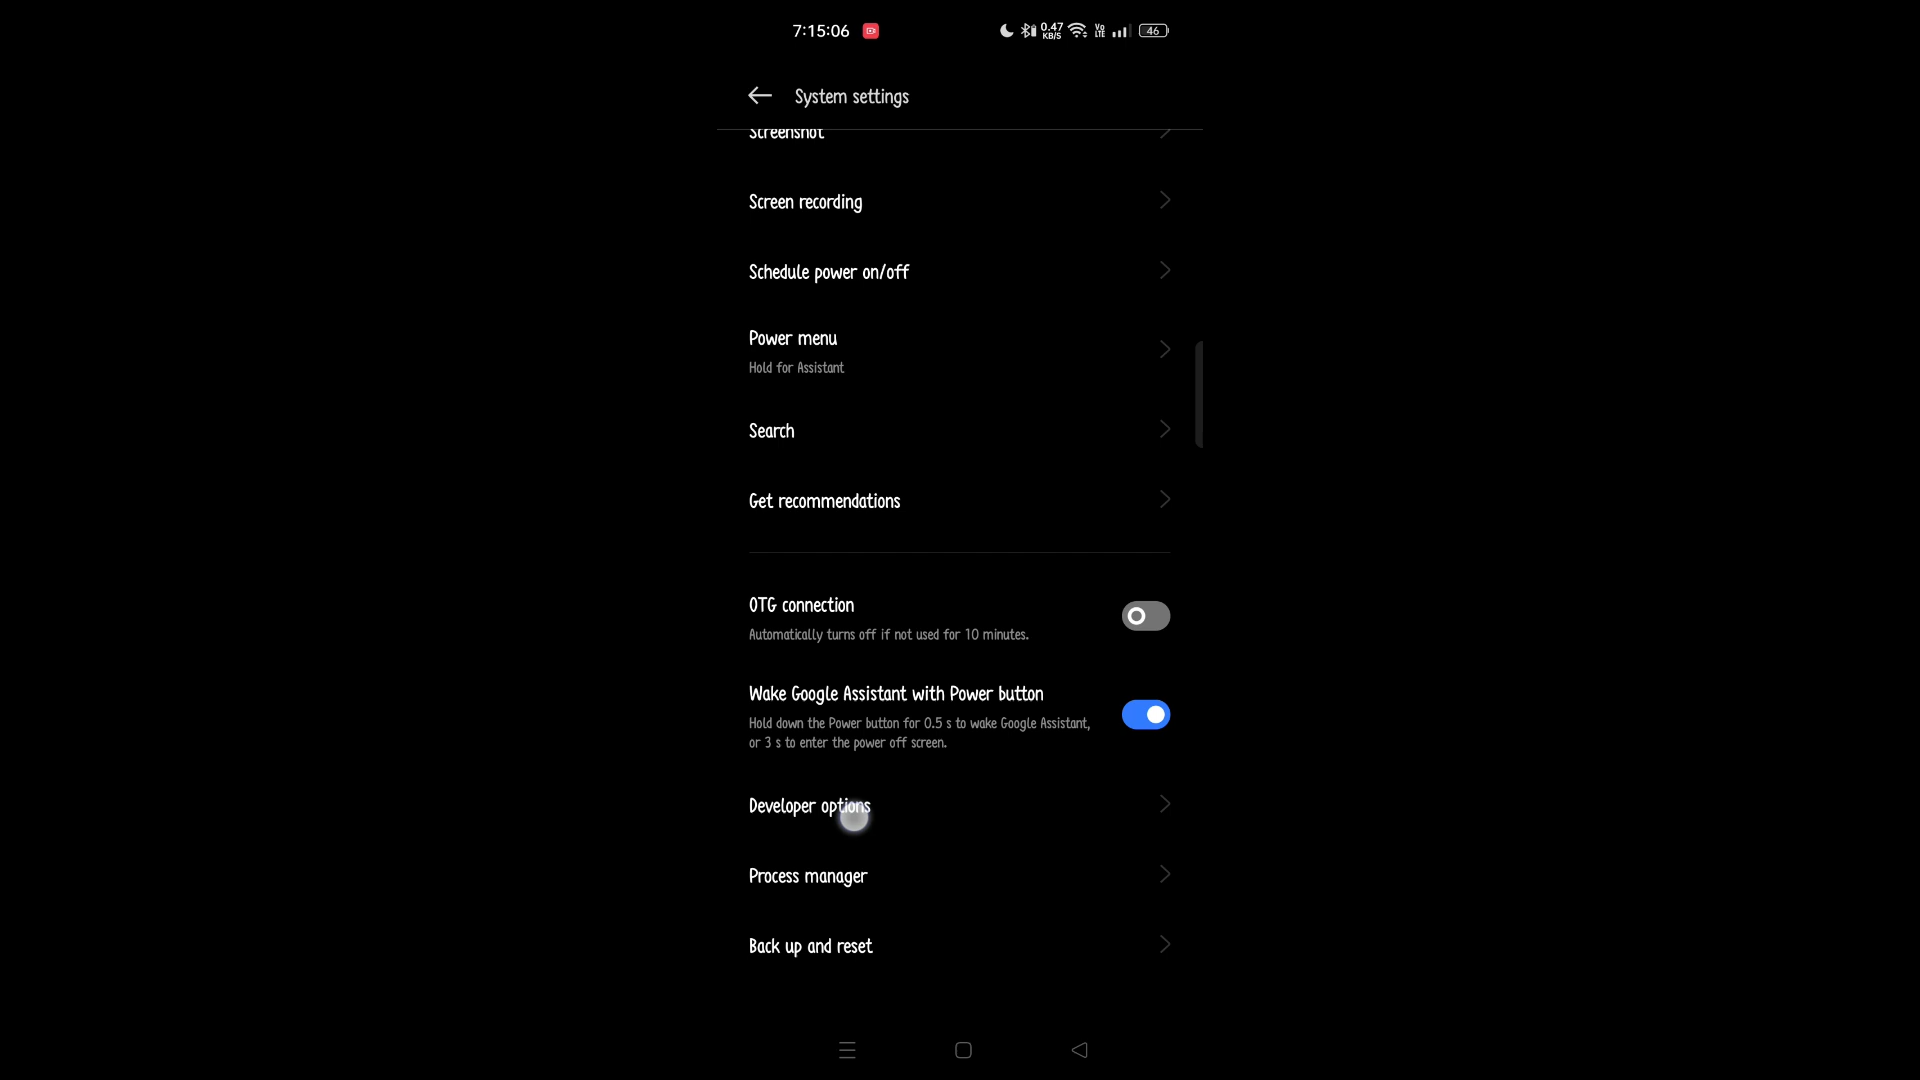 7:15:06
0.47
KB/S
Vo
LTE
46
System settings
Screenshot
Screen recording
Schedule power on/off
Power menu
Hold for Assistant
Search
Get recommendations
OTG connection
Automatically turns off if not used for 10 minutes.
Wake Google Assistant with Power button
Hold down the Power button for 0.5 s to wake Google Assistant,
or 3 s to enter the power off screen.
Developer options
Process manager
Back up and reset